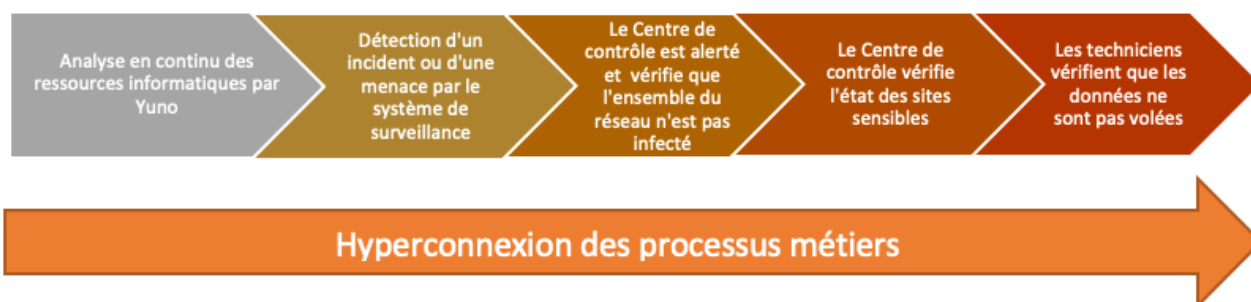 Analyse en continu des
ressources informatiques par
Yuno
Détection d'un
incident ou d'une
menace par le
système de
surveillance
Le Centre de
contrôle est alerté
et vérifie que
l'ensemble du
réseau n'est pas
infecté
Le Centre de
contrôle vérifie
l'état des sites
sensibles
Les techniciens
vérifient que les
données ne
sont pas volées
Hyperconnexion des processus métiers